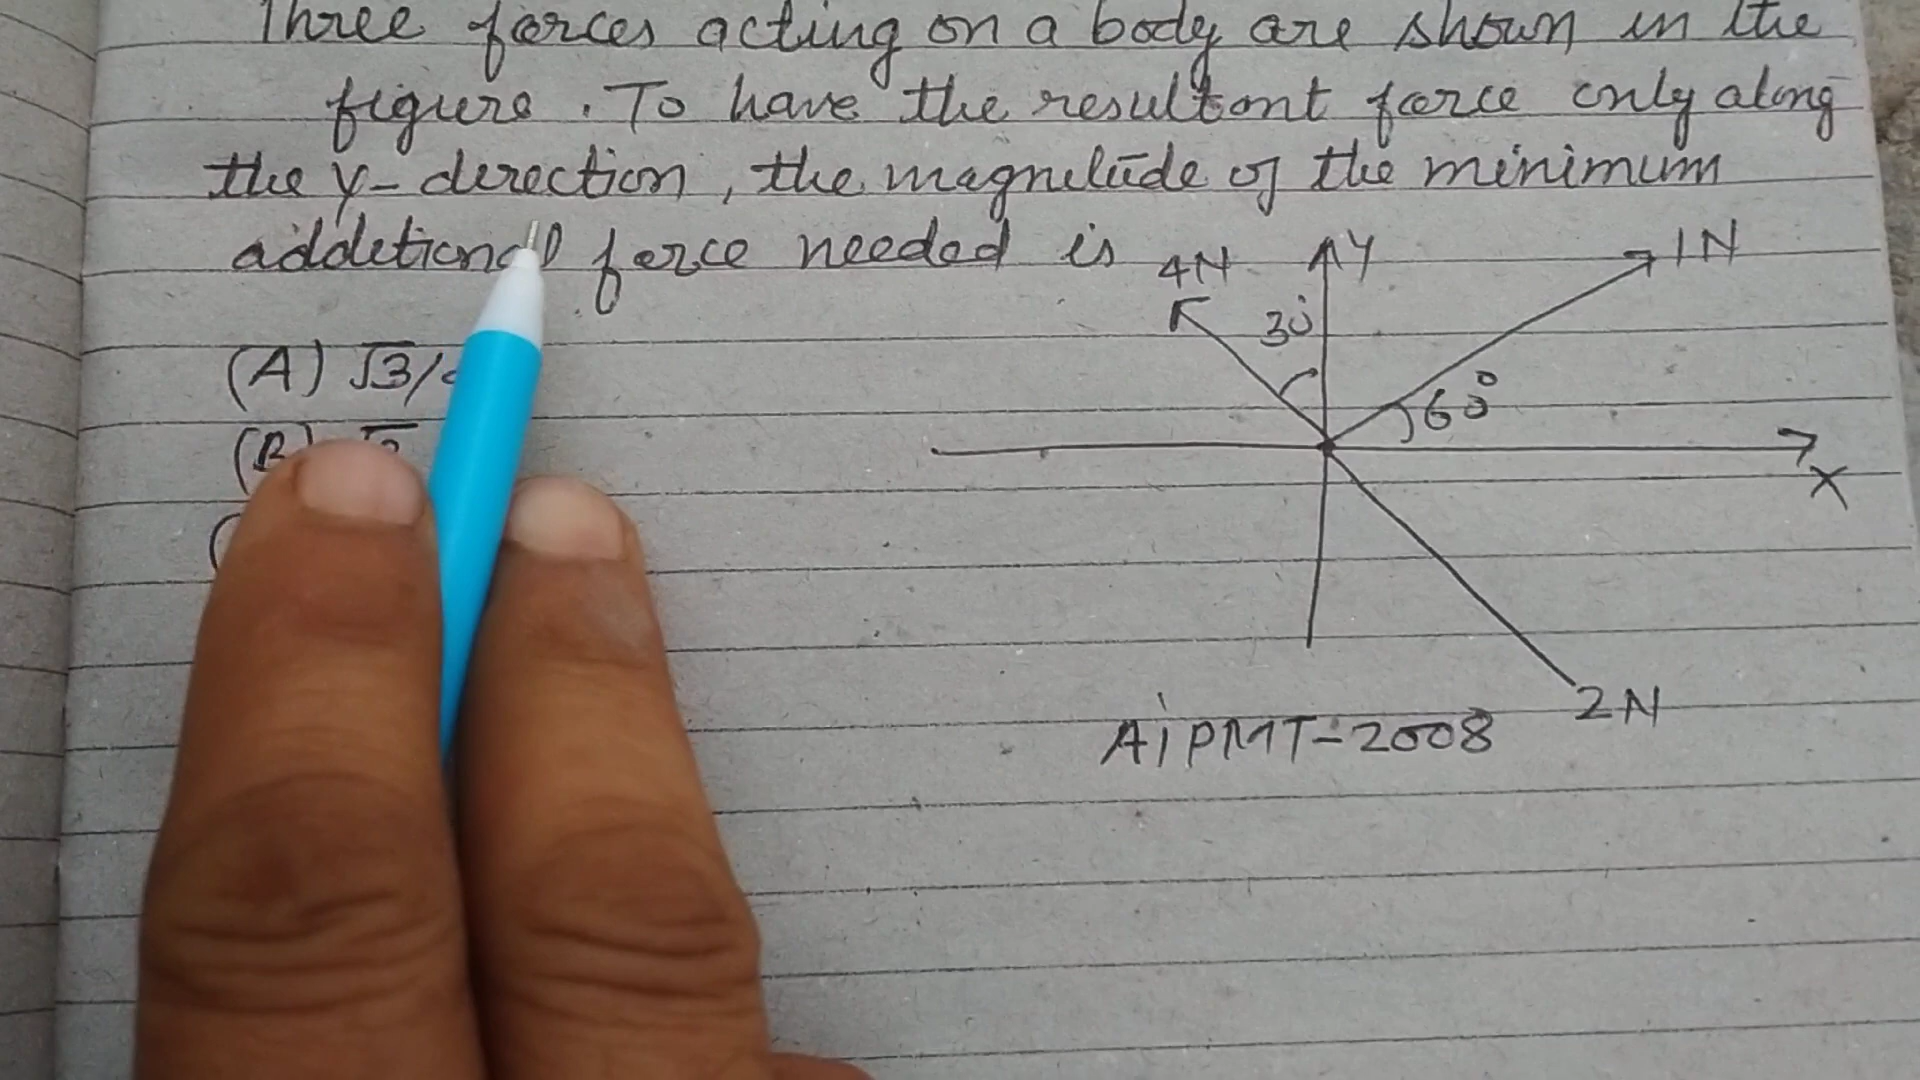 Three forces acting on a body are shown in the
figure. To have the resultant force only along
the y-direction, the magnitude of the minimum
additional force needed is
4N Y 1N
30°
(A) √3/
60°
(B)
X
(
2N
AiPMT-2008